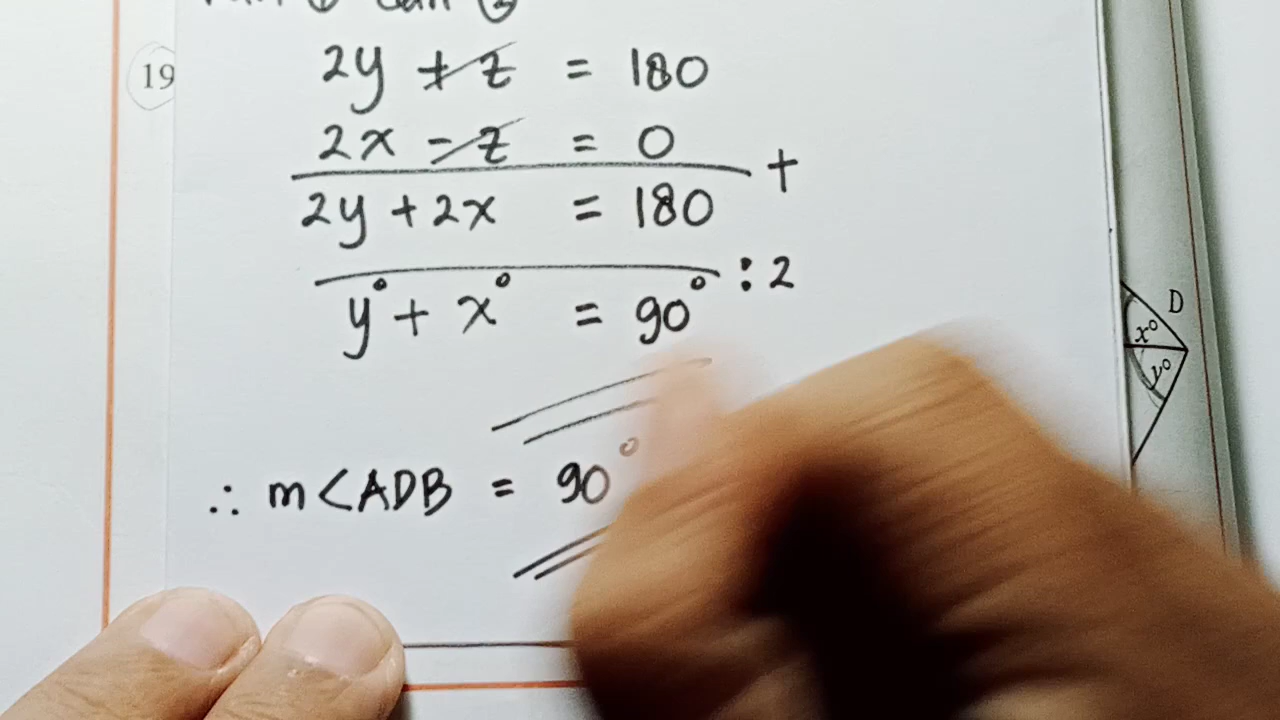 19
2y + z = 180
2x - z = 0
+
2y + 2x = 180
: 2
y° + x° = 90°
∴ m<ADB = 90°
D
x°
y°